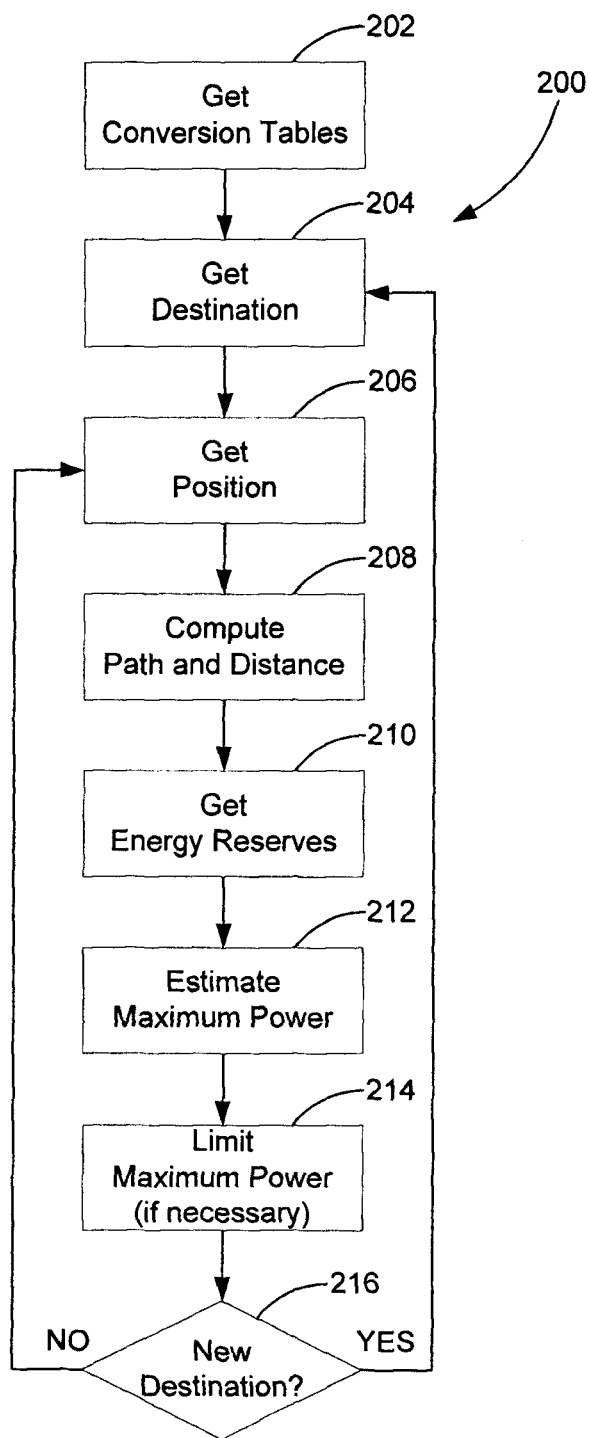 202
Get
Conversion Tables
200
204
Get
Destination
206
Get
Position
208
Compute
Path and Distance
210
Get
Energy Reserves
212
Estimate
Maximum Power
214
Limit
Maximum Power
(if necessary)
216
NO
YES
New
Destination?